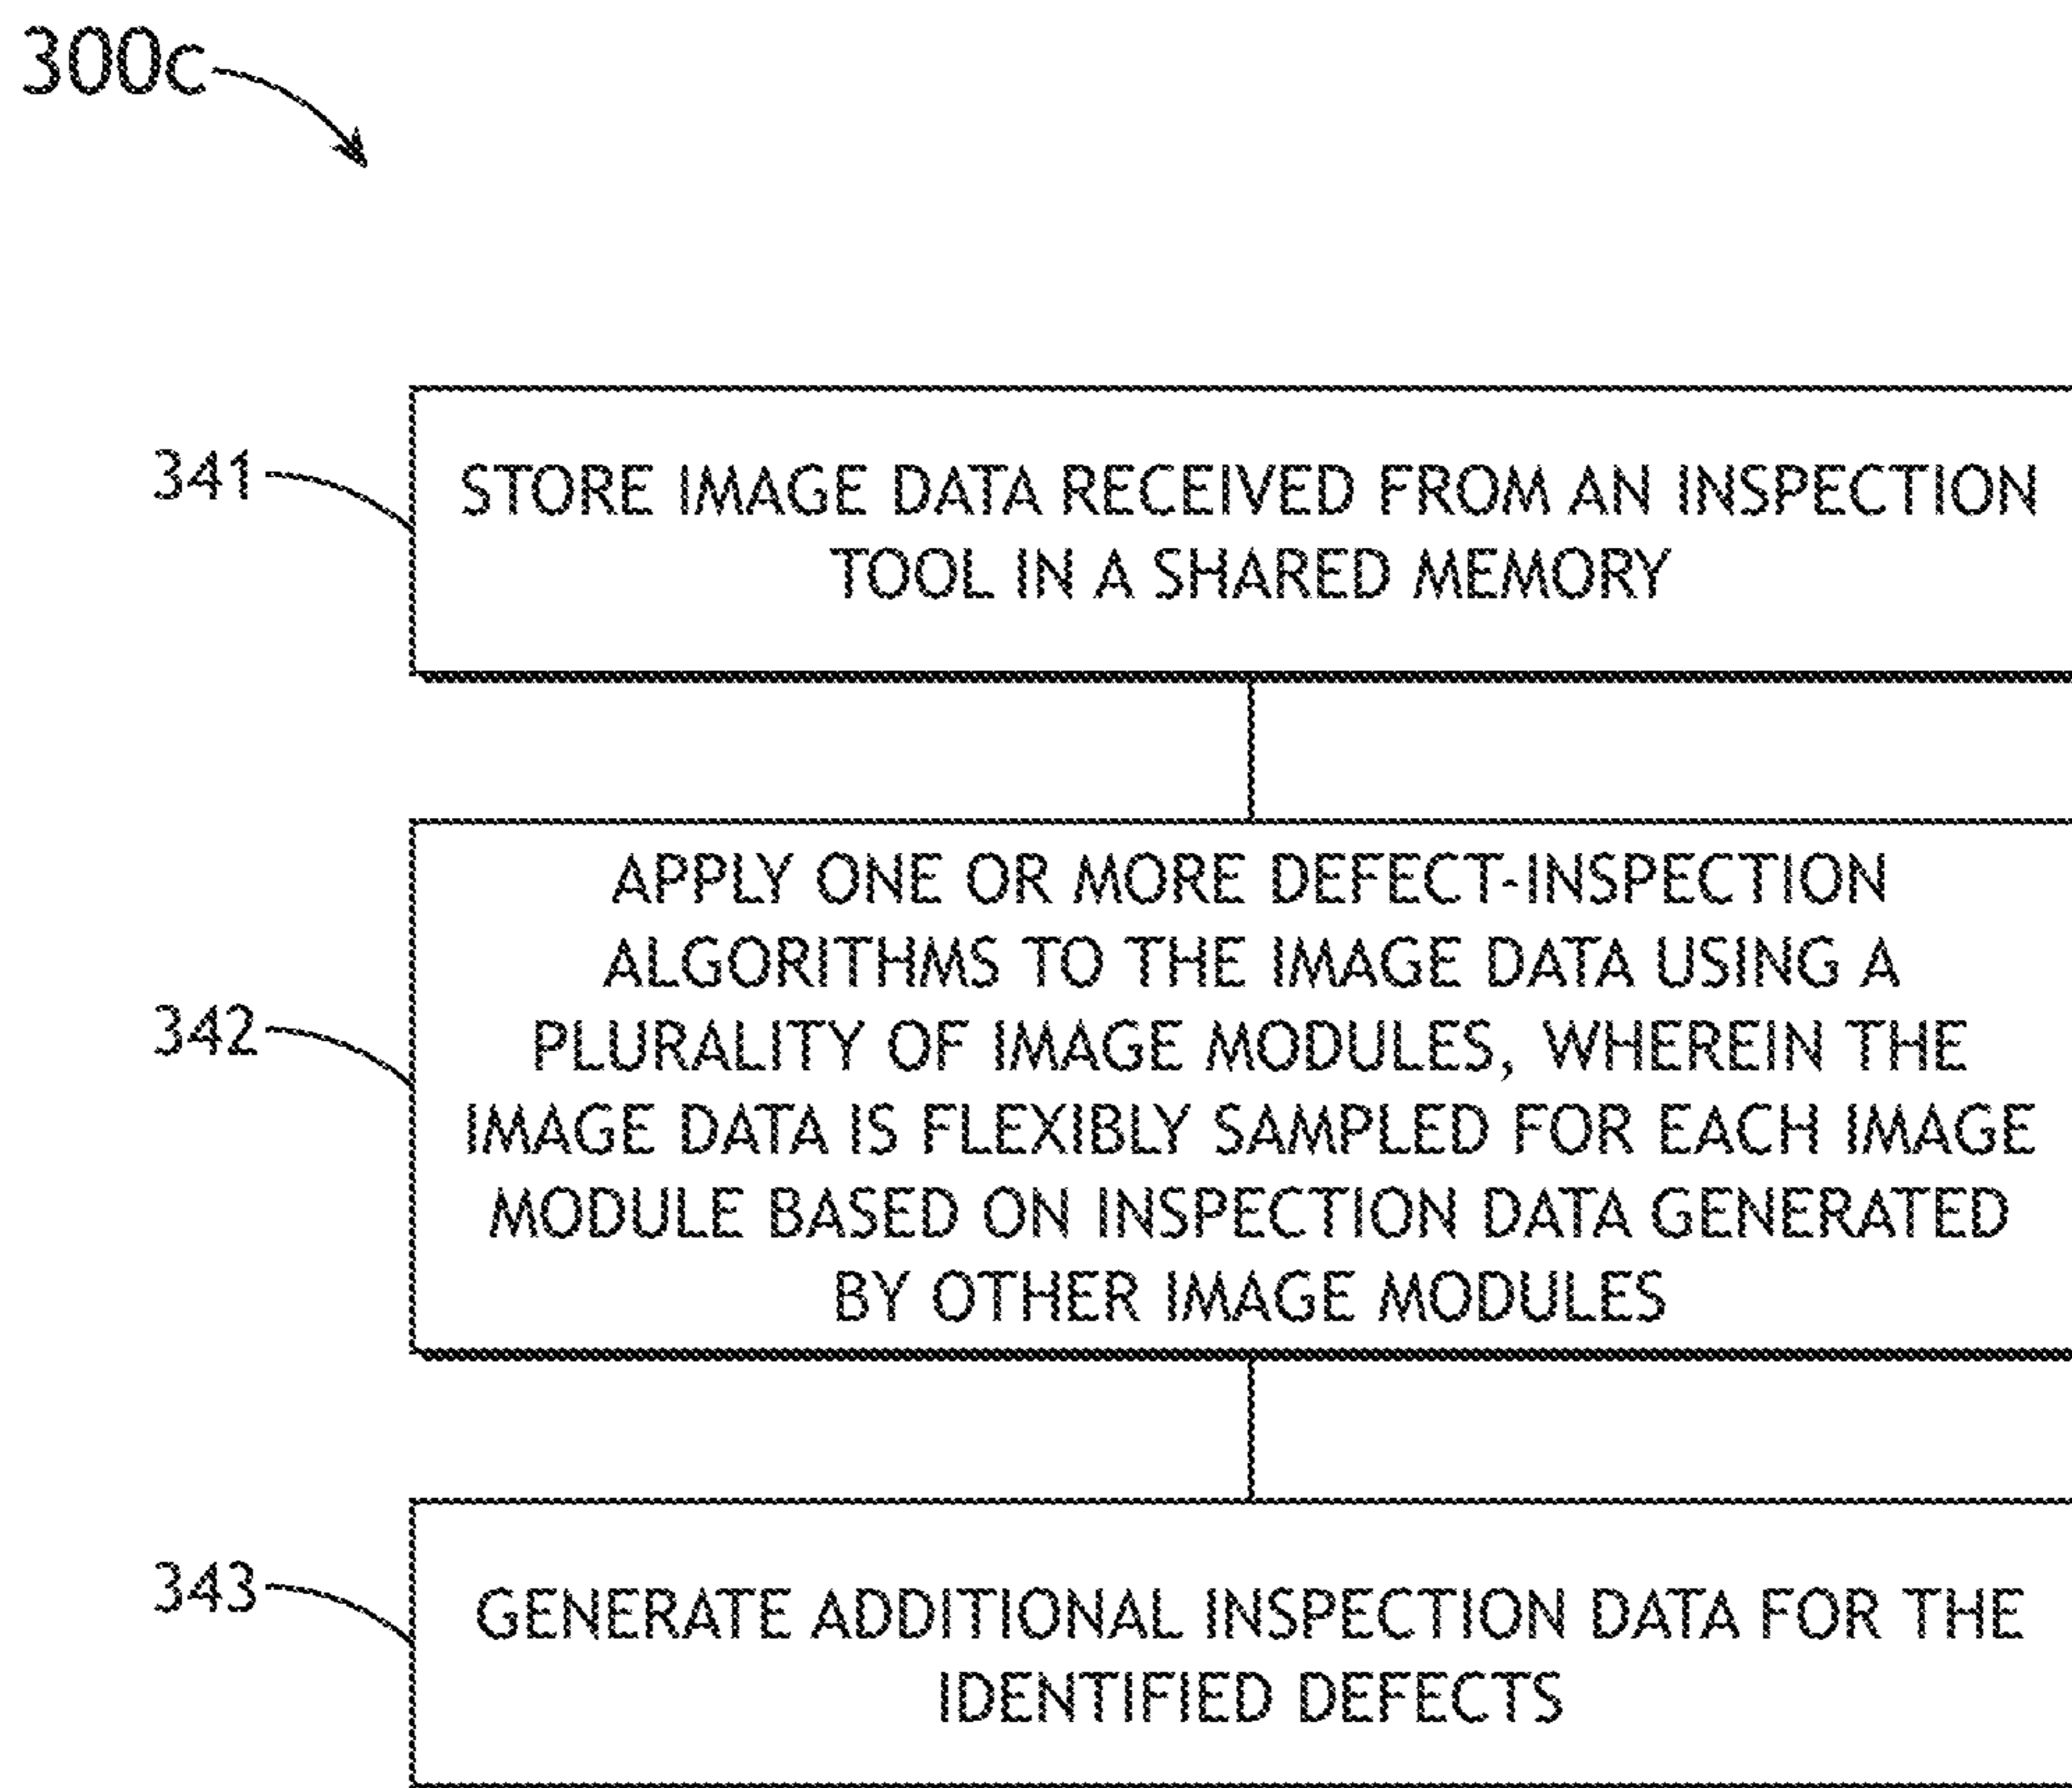 300c
341
STORE IMAGE DATA RECEIVED FROM AN INSPECTION
TOOL IN A SHARED MEMORY
342
APPLY ONE OR MORE DEFECT-INSPECTION
ALGORITHMS TO THE IMAGE DATA USING A
PLURALITY OF IMAGE MODULES, WHEREIN THE
IMAGE DATA IS FLEXIBLY SAMPLED FOR EACH IMAGE
MODULE BASED ON INSPECTION DATA GENERATED
BY OTHER IMAGE MODULES
343
GENERATE ADDITIONAL INSPECTION DATA FOR THE
IDENTIFIED DEFECTS